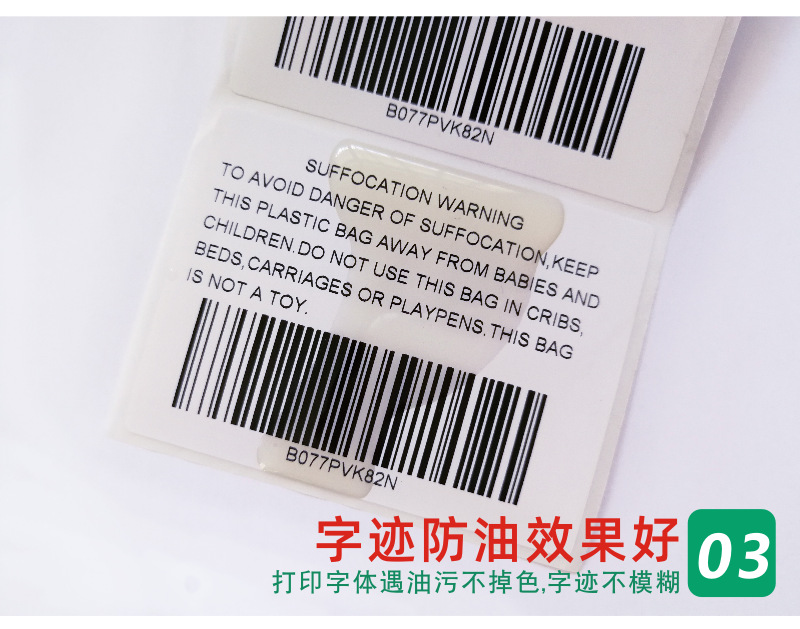 B077PVK82N
SUFFOCATION WARNING
TO AVOID DANGER OF SUFFOCATION,KEEP
THIS PLASTIC BAG AWAY FROM BABIES AND
CHILDREN.DO NOT USE THIS BAG IN CRIBS,
BEDS,CARRIAGES OR PLAYPENS.THIS BAG
IS NOT A TOY.
B077PVK82N
字迹防油效果好
03
打印字体遇油污不掉色,字迹不模糊